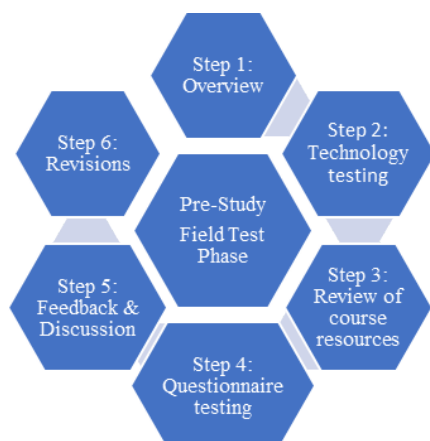 Step 1:
Overview
Step 2:
Technology
testing
Step 3:
Review of
course
resources
Step 4:
Questionnaire
testing
Step 5:
Feedback &
Discussion
Step 6:
Revisions
Pre-Study
Field Test
Phase